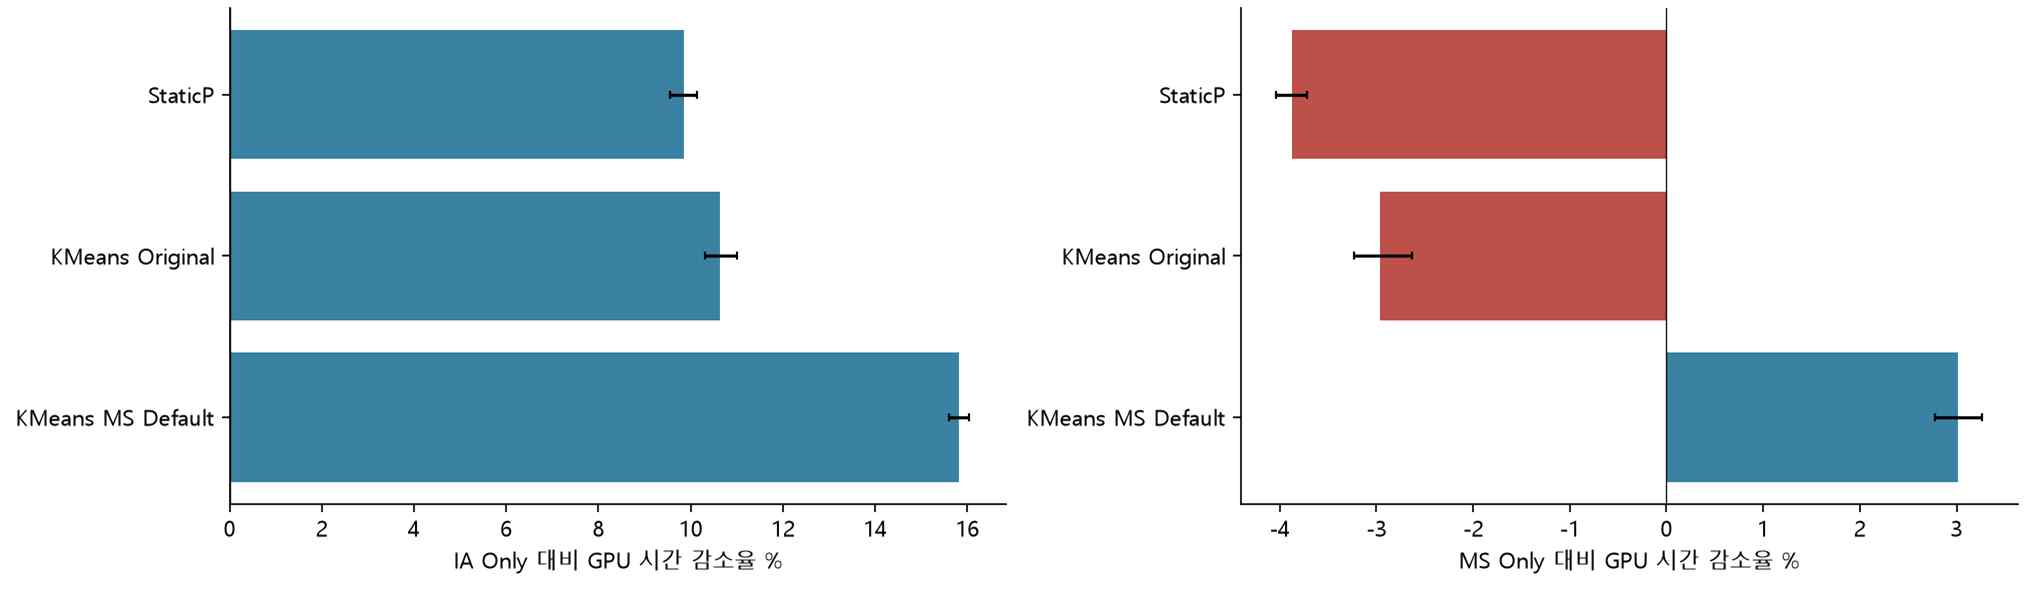 StaticP
KMeans Original
KMeans MS Default
0 2 4 6 8 10 12 14 16
IA Only 대비 GPU 시간 감소율 %
StaticP
KMeans Original
KMeans MS Default
-4 -3 -2 -1 0 1 2 3
MS Only 대비 GPU 시간 감소율 %